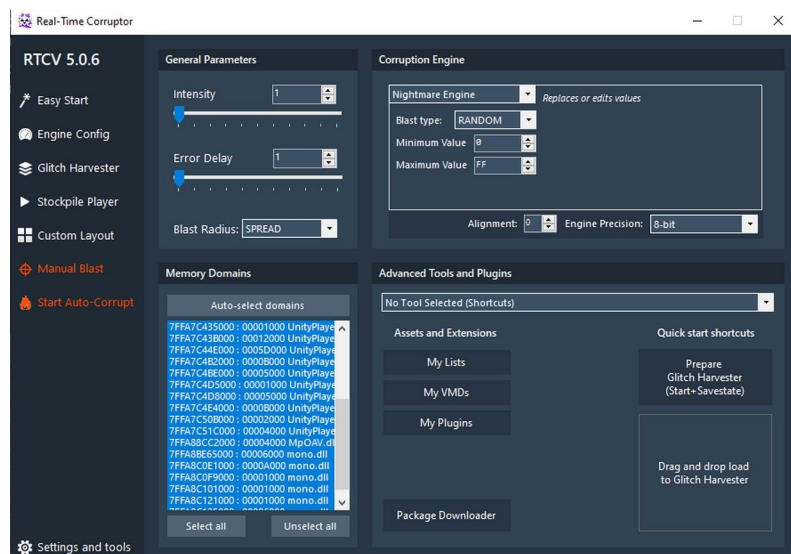 Real-Time Corruptor
RTCV 5.0.6
Easy Start
Engine Config
Glitch Harvester
Stockpile Player
Custom Layout
Manual Blast
Start Auto-Corrupt
Settings and tools
General Parameters
Intensity
1
Error Delay
1
Blast Radius: SPREAD
Corruption Engine
Nightmare Engine
Replaces or edits values
Blast type: RANDOM
Minimum Value 0
Maximum Value FF
Alignment: 0 Engine Precision: 8-bit
Memory Domains
Auto-select domains
7FFA7C435000 : 00001000 UnityPlaye
7FFA7C43B000 : 00012000 UnityPlaye
7FFA7C44E000 : 0005D000 UnityPlaye
7FFA7C4B2000 : 0000B000 UnityPlaye
7FFA7C4BE000 : 00005000 UnityPlaye
7FFA7C4D5000 : 00001000 UnityPlaye
7FFA7C4D8000 : 00005000 UnityPlaye
7FFA7C4E4000 : 0000B000 UnityPlaye
7FFA7C50B000 : 00002000 UnityPlaye
7FFA7C51C000 : 00004000 UnityPlaye
7FFA88CC2000 : 00004000 MpOAV.dl
7FFA8BE65000 : 00006000 mono.dll
7FFA8C0E1000 : 0000A000 mono.dll
7FFA8C0F9000 : 00001000 mono.dll
7FFA8C101000 : 00001000 mono.dll
7FFA8C121000 : 00001000 mono.dll
Select all
Unselect all
Advanced Tools and Plugins
No Tool Selected (Shortcuts)
Assets and Extensions
My Lists
My VMDs
My Plugins
Package Downloader
Quick start shortcuts
Prepare
Glitch Harvester
(Start+Savestate)
Drag and drop load
to Glitch Harvester